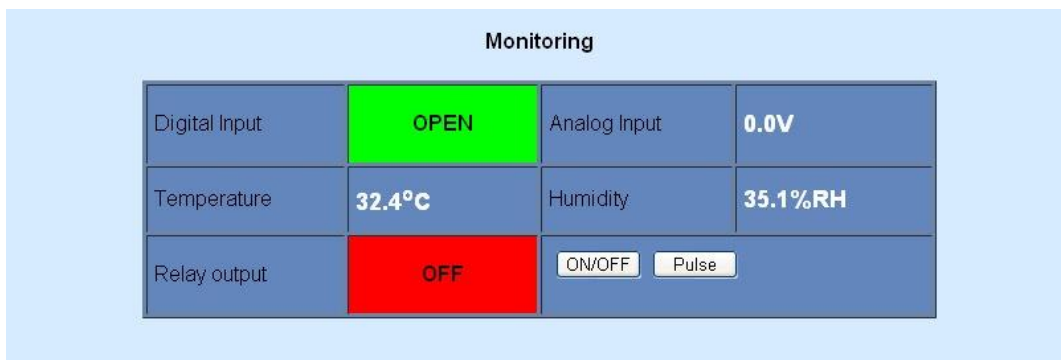 Monitoring
Digital Input OPEN Analog Input 0.0V
Temperature 32.4°C Humidity 35.1%RH
Relay output OFF ON/OFF Pulse